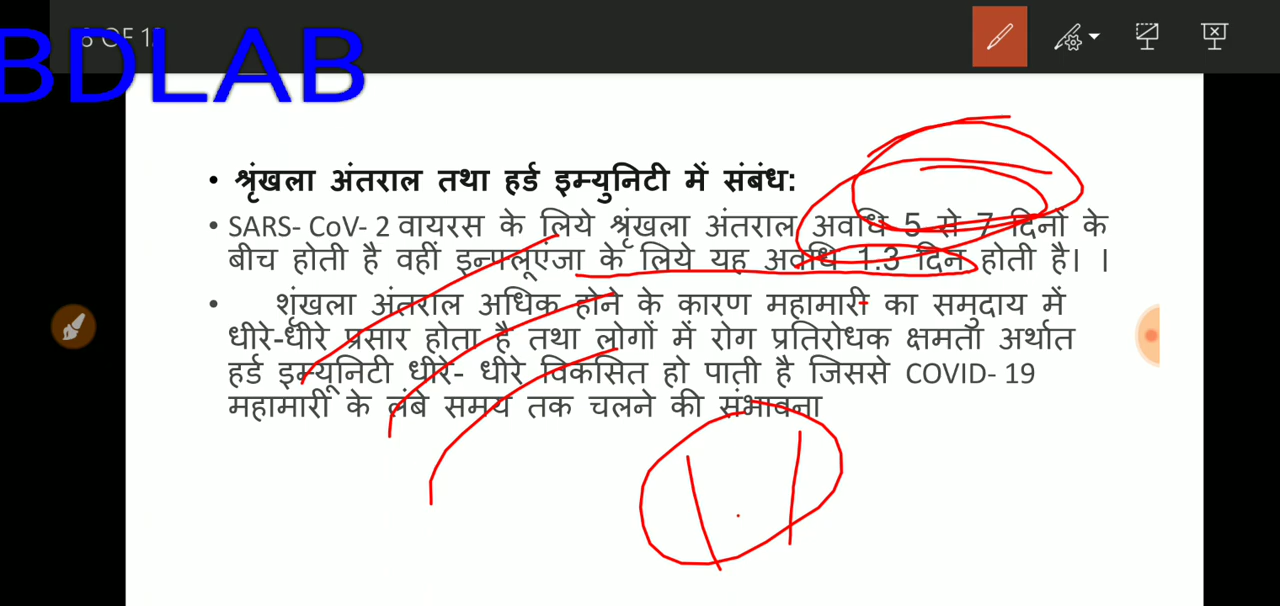 BDLAB
OF 12
• श्रृंखला अंतराल तथा हर्ड इम्युनिटी में संबंध:
• SARS- CoV- 2 वायरस के लिये श्रृंखला अंतराल अवधि 5 से 7 दिनों के
बीच होती है वहीं इन्फ्लूएंजा के लिये यह अवधि 1.3 दिन होती है। ।
• शृंखला अंतराल अधिक होने के कारण महामारी का समुदाय में
धीरे-धीरे प्रसार होता है तथा लोगों में रोग प्रतिरोधक क्षमता अर्थात
हर्ड इम्यूनिटी धीरे- धीरे विकसित हो पाती है जिससे COVID- 19
महामारी के लंबे समय तक चलने की संभावना